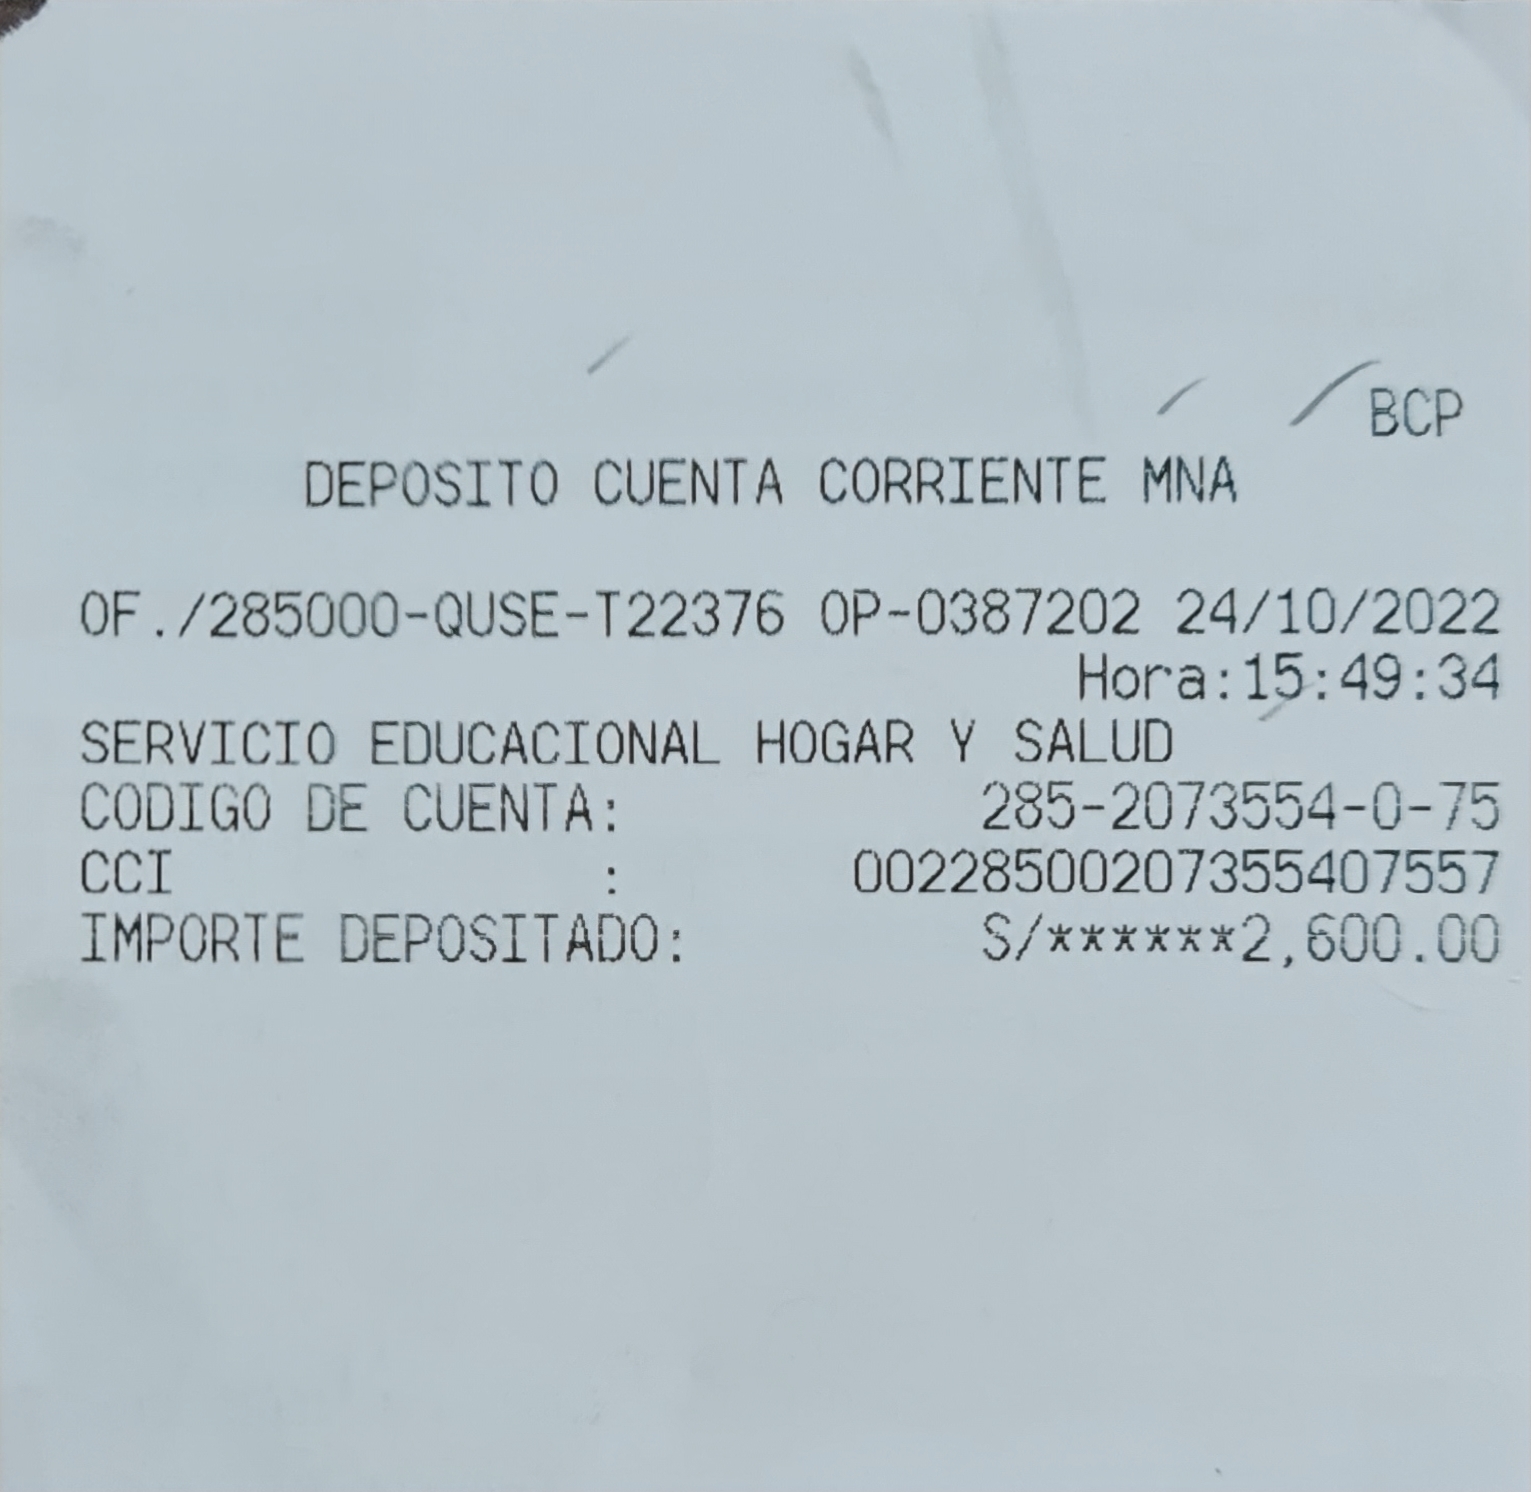 BCP
DEPOSITO CUENTA CORRIENTE MNA
OF./285000-QUSE-T22376 OP-0387202 24/10/2022
Hora:15:49:34
SERVICIO EDUCACIONAL HOGAR Y SALUD
CODIGO DE CUENTA: 285-2073554-0-75
CCI : 00228500207355407557
IMPORTE DEPOSITADO: S/******2,600.00